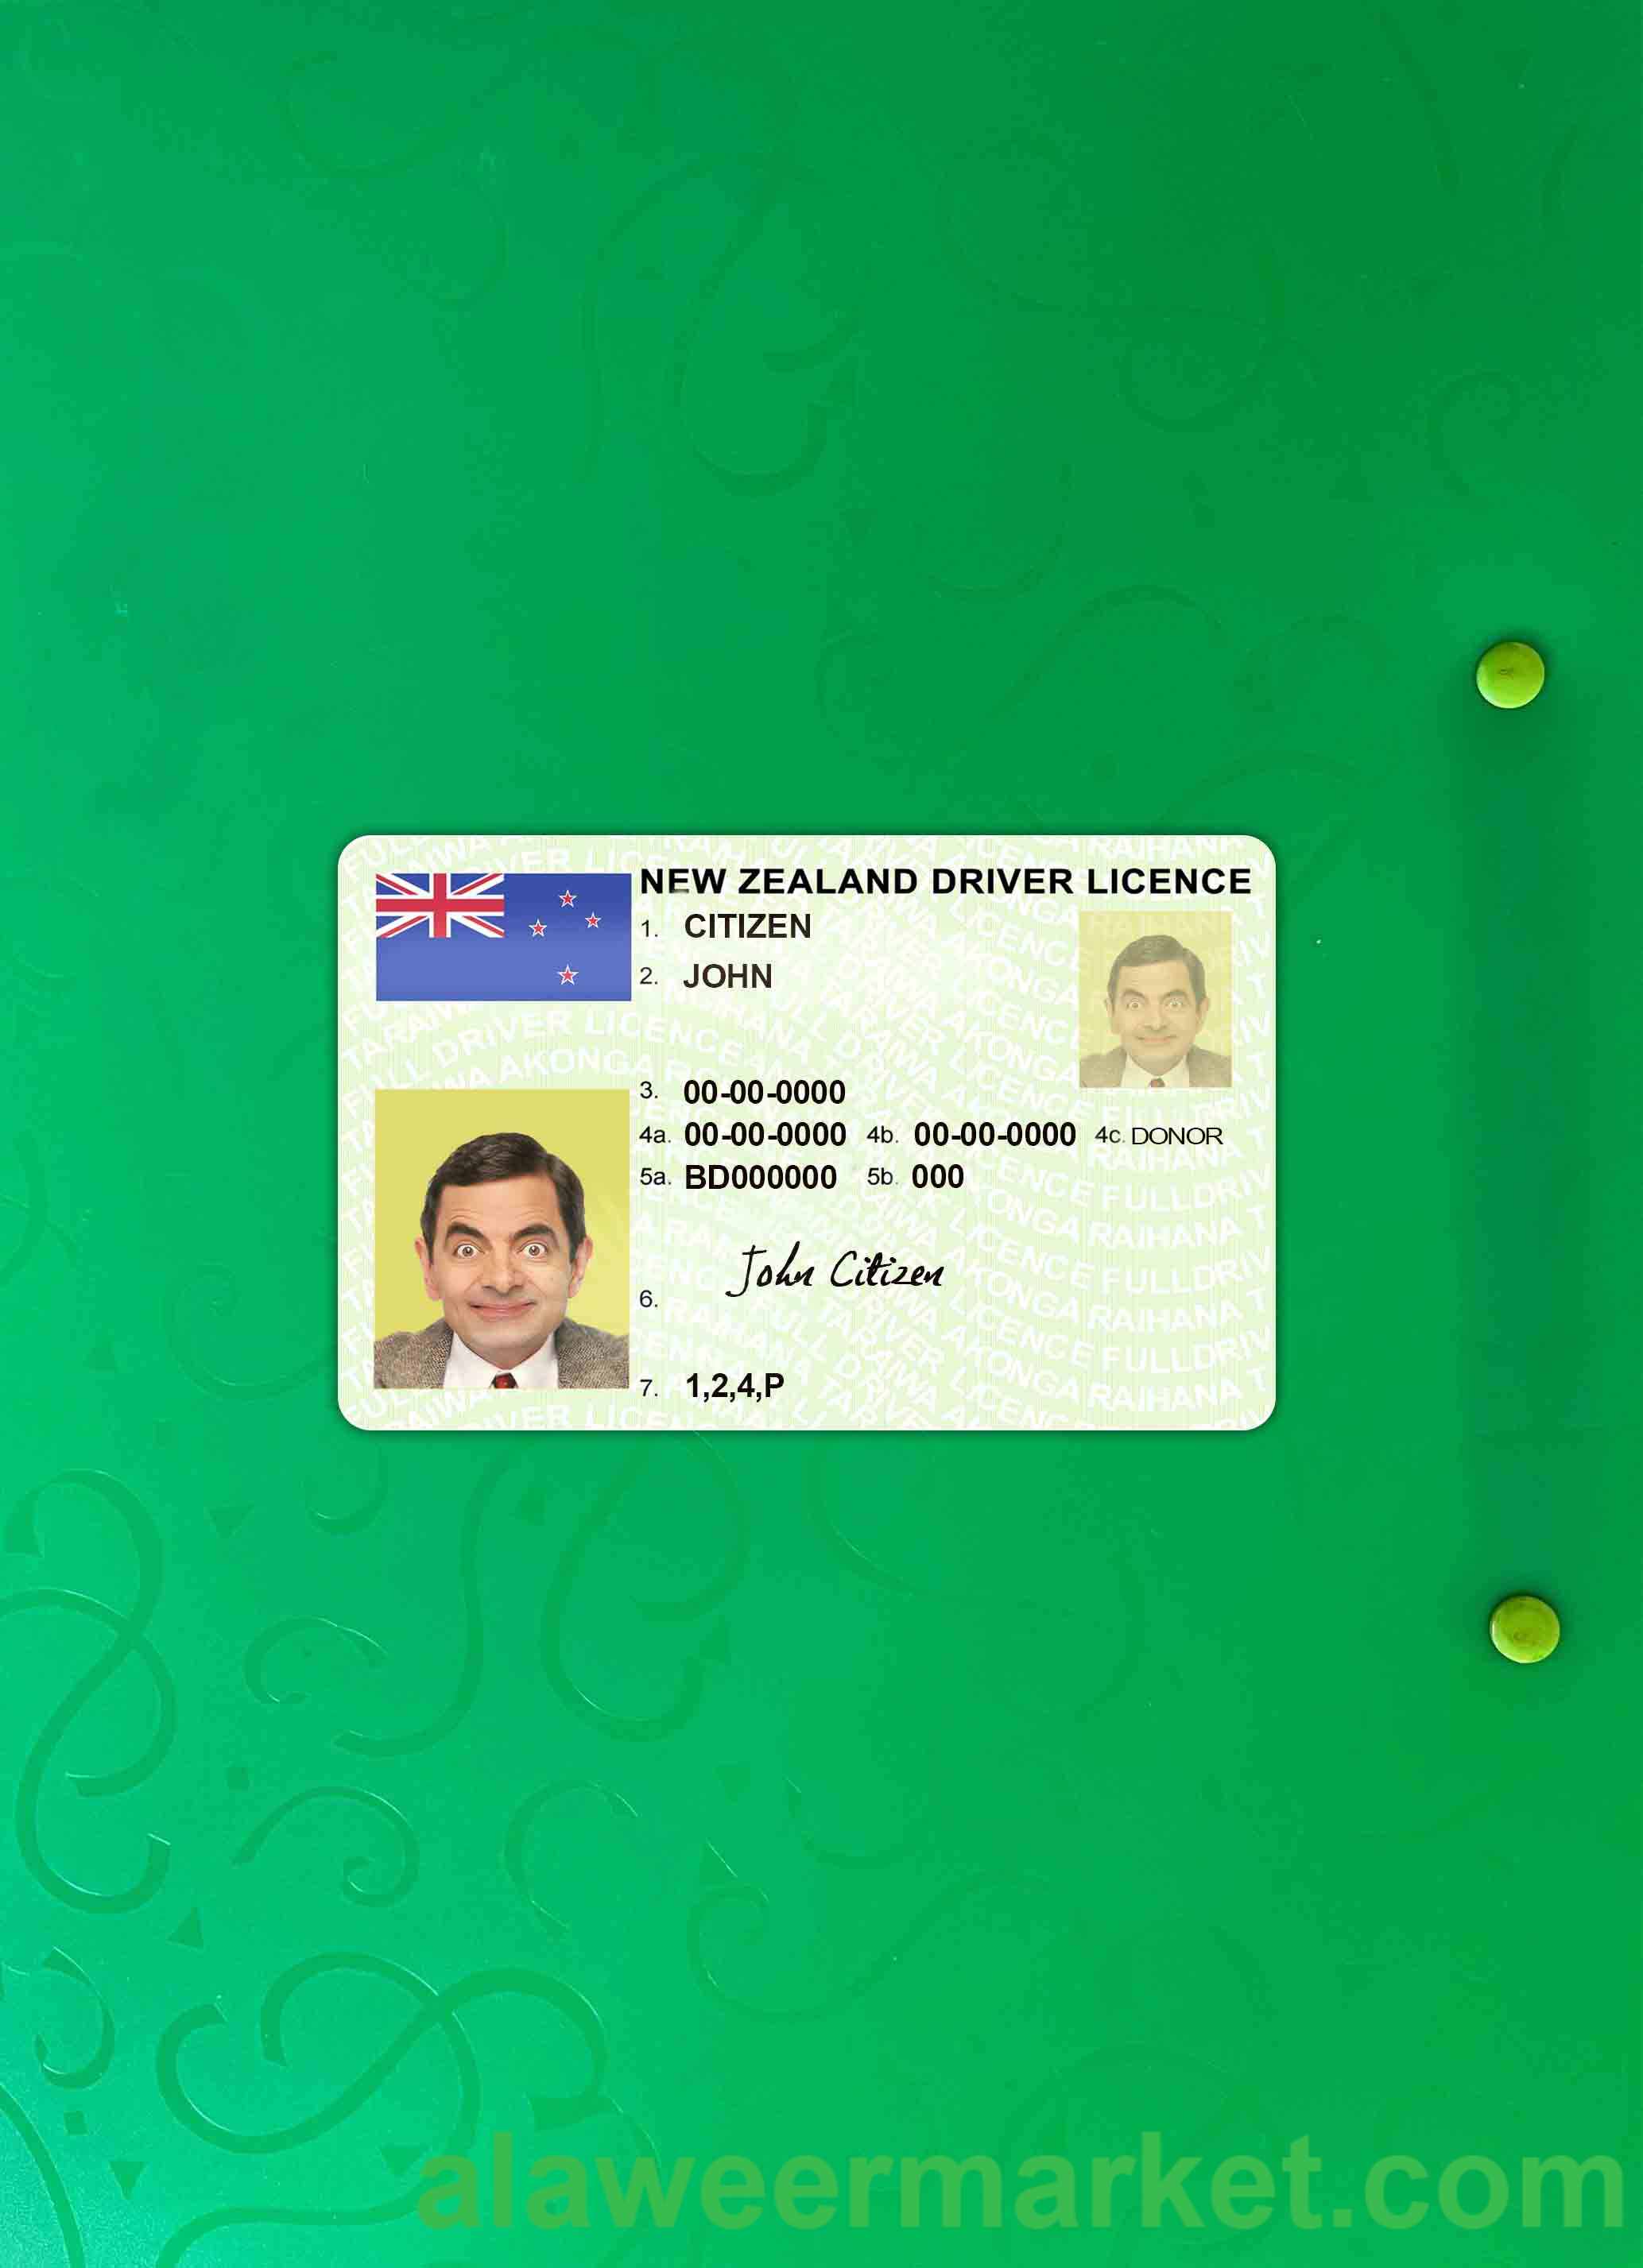 NEW ZEALAND DRIVER LICENCE
1. CITIZEN
2. JOHN
3. 00-00-0000
4a. 00-00-0000 4b. 00-00-0000 4c. DONOR
5a. BD000000 5b. 000
6. John Citizen
7. 1,2,4,P
alaweermarket.com